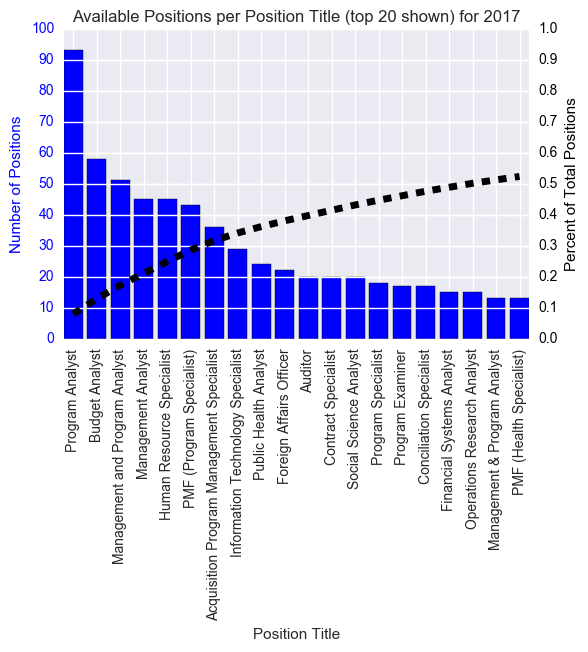 Available Positions per Position Title (top 20 shown) for 2017
Number of Positions
100
90
80
70
60
50
40
30
20
10
0
1.0
0.9
0.8
0.7
0.6
0.5
0.4
0.3
0.2
0.1
0.0
Percent of Total Positions
Program Analyst
Budget Analyst
Management and Program Analyst
Management Analyst
Human Resource Specialist
PMF (Program Specialist)
Acquisition Program Management Specialist
Information Technology Specialist
Public Health Analyst
Foreign Affairs Officer
Auditor
Contract Specialist
Social Science Analyst
Program Specialist
Program Examiner
Conciliation Specialist
Financial Systems Analyst
Operations Research Analyst
Management & Program Analyst
PMF (Health Specialist)
Position Title